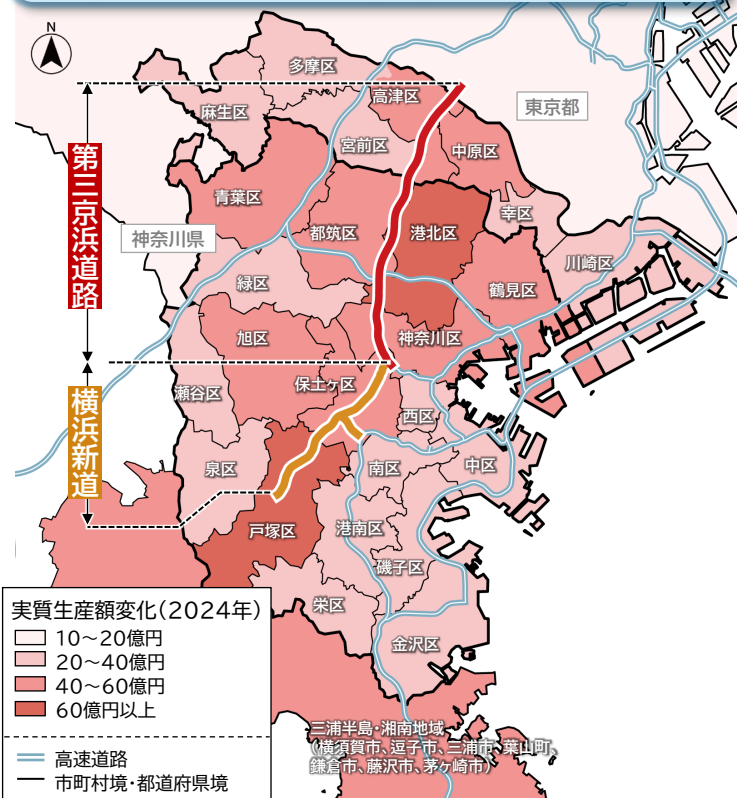 N
多摩区
高津区
麻生区
東京都
宮前区
中原区
第三京浜道路
青葉区
幸区
都筑区
港北区
神奈川県
川崎区
緑区
鶴見区
旭区
神奈川区
瀬谷区
保土ヶ区
横浜新道
西区
泉区
南区
中区
戸塚区
港南区
磯子区
栄区
金沢区
実質生産額変化(2024年)
10～20億円
20～40億円
40～60億円
60億円以上
高速道路
市町村境・都道府県境
三浦半島・湘南地域
(横須賀市、逗子市、三浦市、葉山町、
鎌倉市、藤沢市、茅ヶ崎市)